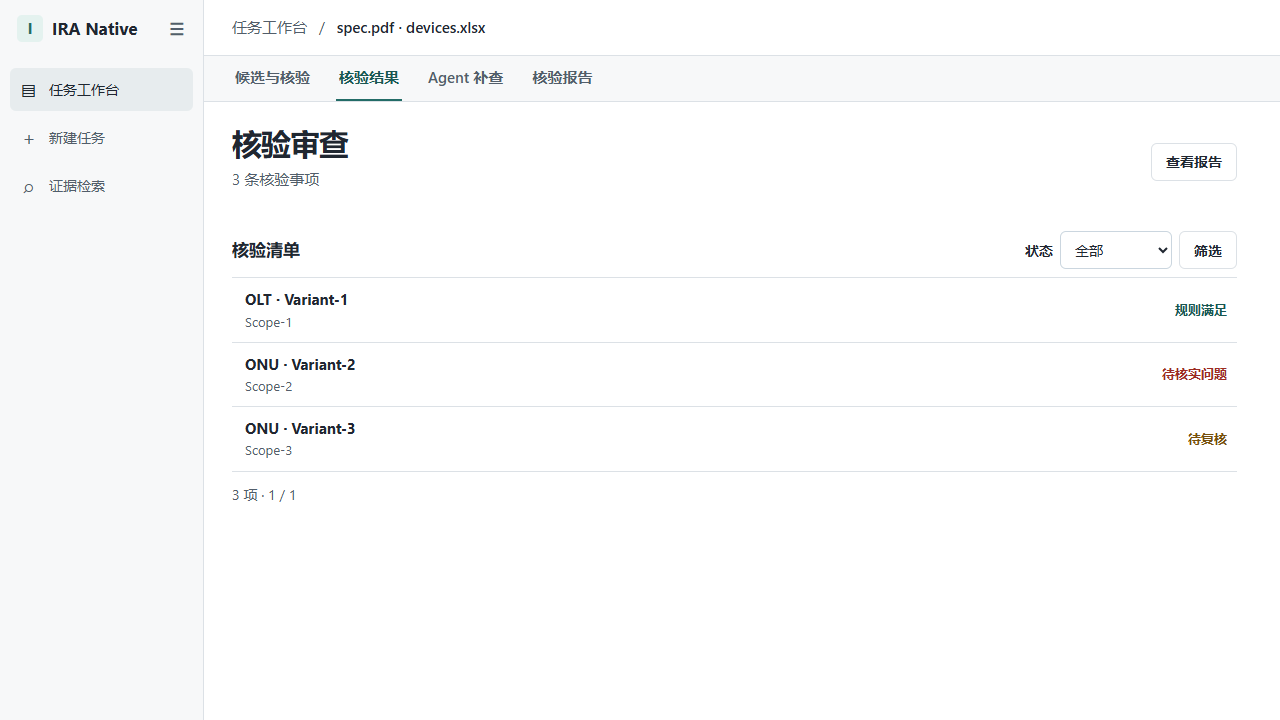 I IRA Native ☰
任务工作台
+ 新建任务
证据检索
任务工作台 / spec.pdf · devices.xlsx
候选与核验 核验结果 Agent 补查 核验报告
核验审查
3 条核验事项
查看报告
核验清单
状态 全部 筛选
OLT · Variant-1
Scope-1
规则满足
ONU · Variant-2
Scope-2
待核实问题
ONU · Variant-3
Scope-3
待复核
3 项 · 1 / 1